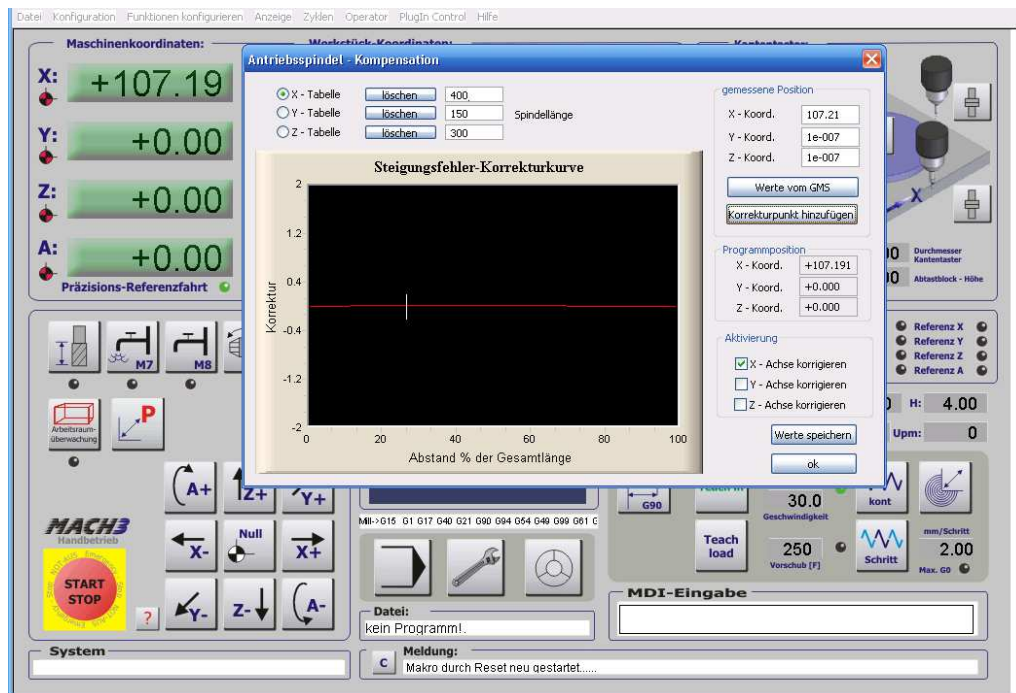 Datei Konfiguration Funktionen konfigurieren Anzeige Zyklen Operator PlugIn Control Hilfe
Maschinenkoordinaten:
Werkstück-Koordinaten:
Kantentaster:
X: +107.19
Y: +0.00
Z: +0.00
A: +0.00
Präzisions-Referenzfahrt
Antriebsspindel - Kompensation
X - Tabelle löschen 400,
Y - Tabelle löschen 150 Spindellänge
Z - Tabelle löschen 300
Steigungsfehler-Korrekturkurve
Korrektur
2
1.2
0.4
-0.4
-1.2
-2
0 20 40 60 80 100
Abstand % der Gesamtlänge
gemessene Position
X - Koord. 107.21
Y - Koord. 1e-007
Z - Koord. 1e-007
Werte vom GMS
Korrekturpunkt hinzufügen
Programmposition
X - Koord. +107.191
Y - Koord. +0.000
Z - Koord. +0.000
Aktivierung
X - Achse korrigieren
Y - Achse korrigieren
Z - Achse korrigieren
Werte speichern
ok
X
Durchmesser
Kantentaster
Abtastblock - Höhe
Referenz X
Referenz Y
Referenz Z
Referenz A
H: 4.00
Upm: 0
M7 M8
Arbeitsraum-
überwachung
P
A+ Z+ Y+
X- Null X+
Y- Z- A-
MACH3
Handbetrieb
START
STOP
?
Mill->G15 G1 G17 G40 G21 G90 G94 G54 G49 G99 G61 G
G90
Teach in
30.0
Geschwindigkeit
kont
Teach
load
250
Vorschub [F]
Schritt
mm/Schritt
2.00
Max. G0
Datei:
kein Programm!.
MDI-Eingabe
System
C
Meldung:
Makro durch Reset neu gestartet.....